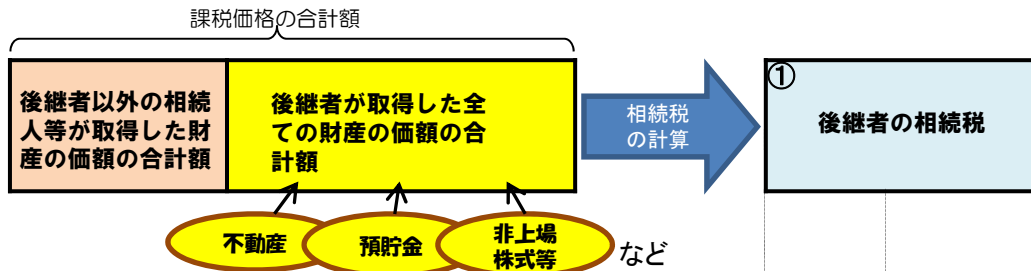 課税価格の合計額
後継者以外の相続
人等が取得した財
産の価額の合計額
後継者が取得した全
ての財産の価額の合
計額
相続税
の計算
①
後継者の相続税
不動産
預貯金
非上場
株式等
など